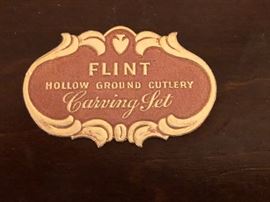 FLINT
HOLLOW GROUND CUTLERY
Carving Set